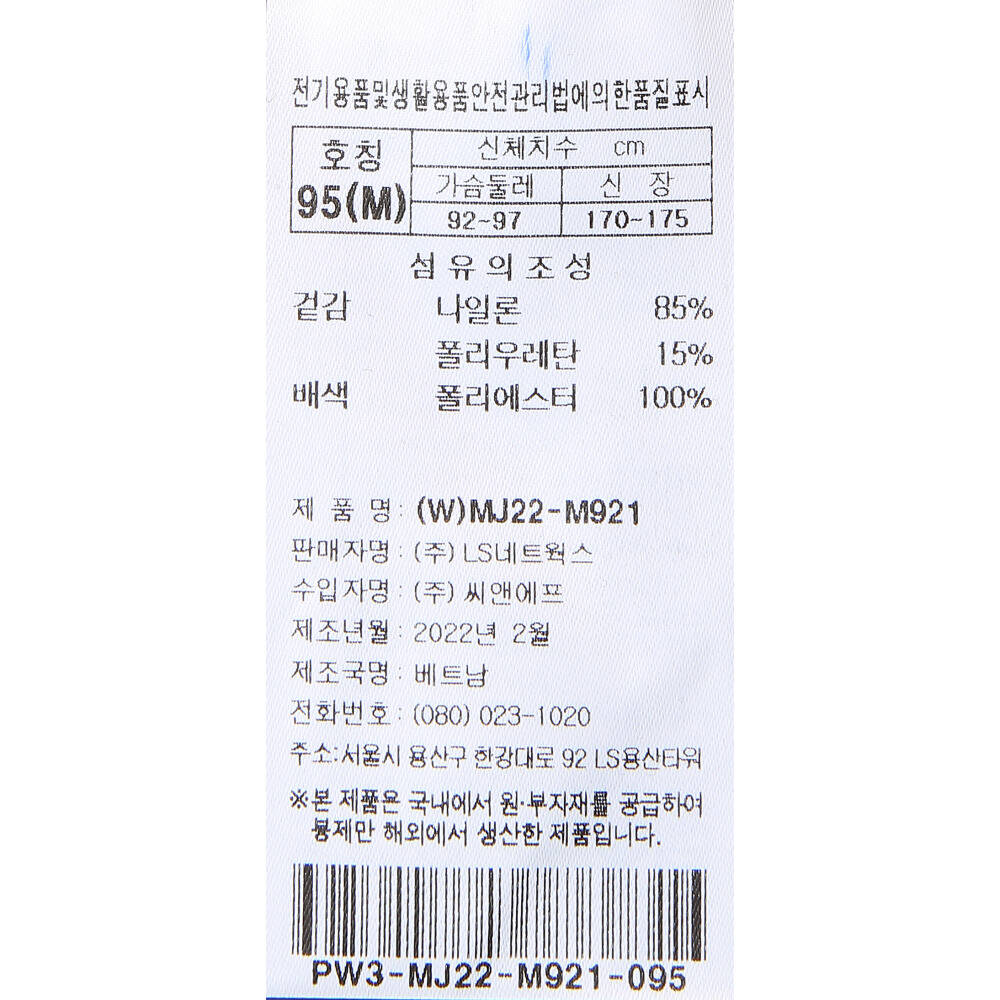 전기용품및생활용품안전관리법에의한품질표시
호칭 신체치수 cm
95(M) 가슴둘레 신 장
92~97 170~175
섬유의조성
겉감 나일론 85%
폴리우레탄 15%
배색 폴리에스터 100%
제 품 명 : (W)MJ22-M921
판매자명 : (주) LS네트웍스
수입자명 : (주) 씨앤에프
제조년월 : 2022년 2월
제조국명 : 베트남
전화번호 : (080) 023-1020
주소:서울시 용산구 한강대로 92 LS용산타워
※본 제품은 국내에서 원·부자재를 공급하여
봉제만 해외에서 생산한 제품입니다.
PW3-MJ22-M921-095